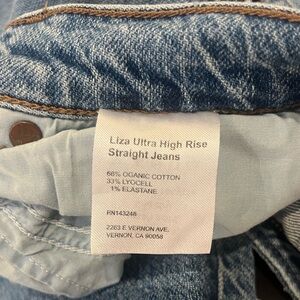 Liza Ultra High Rise
Straight Jeans
66% OGANIC COTTON
33% LYOCELL
1% ELASTANE
RN143248
2263 E VERNON AVE.
VERNON, CA 90058